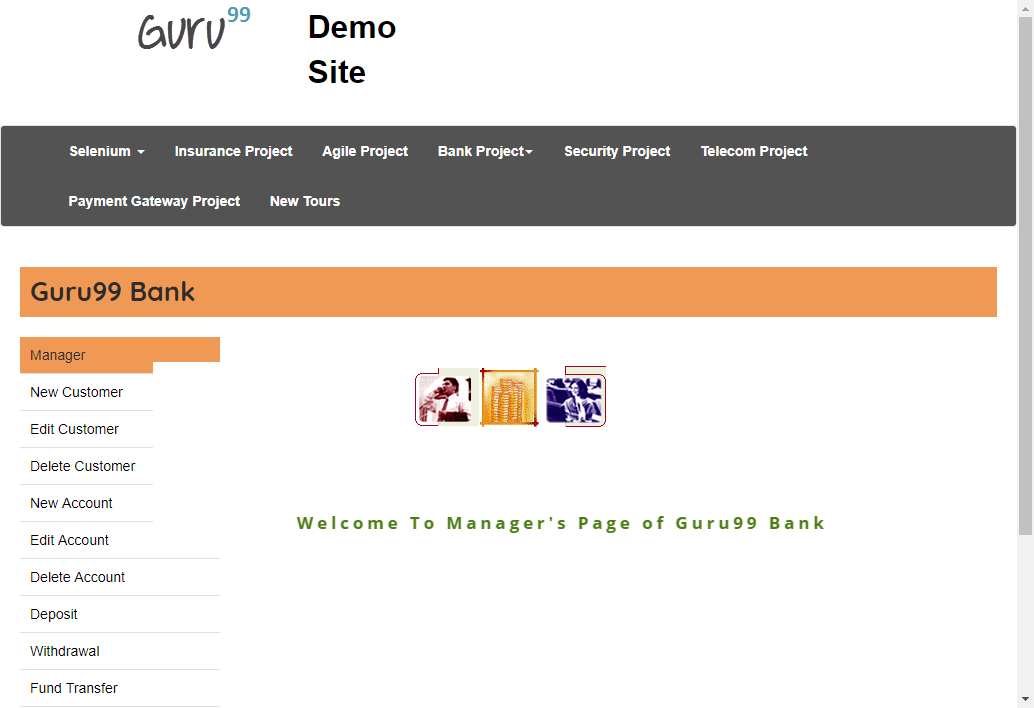 Guru99
Demo
Site
Selenium
Insurance Project
Agile Project
Bank Project
Security Project
Telecom Project
Payment Gateway Project
New Tours
Guru99 Bank
Manager
New Customer
Edit Customer
Delete Customer
New Account
Edit Account
Delete Account
Deposit
Withdrawal
Fund Transfer
Welcome To Manager's Page of Guru99 Bank